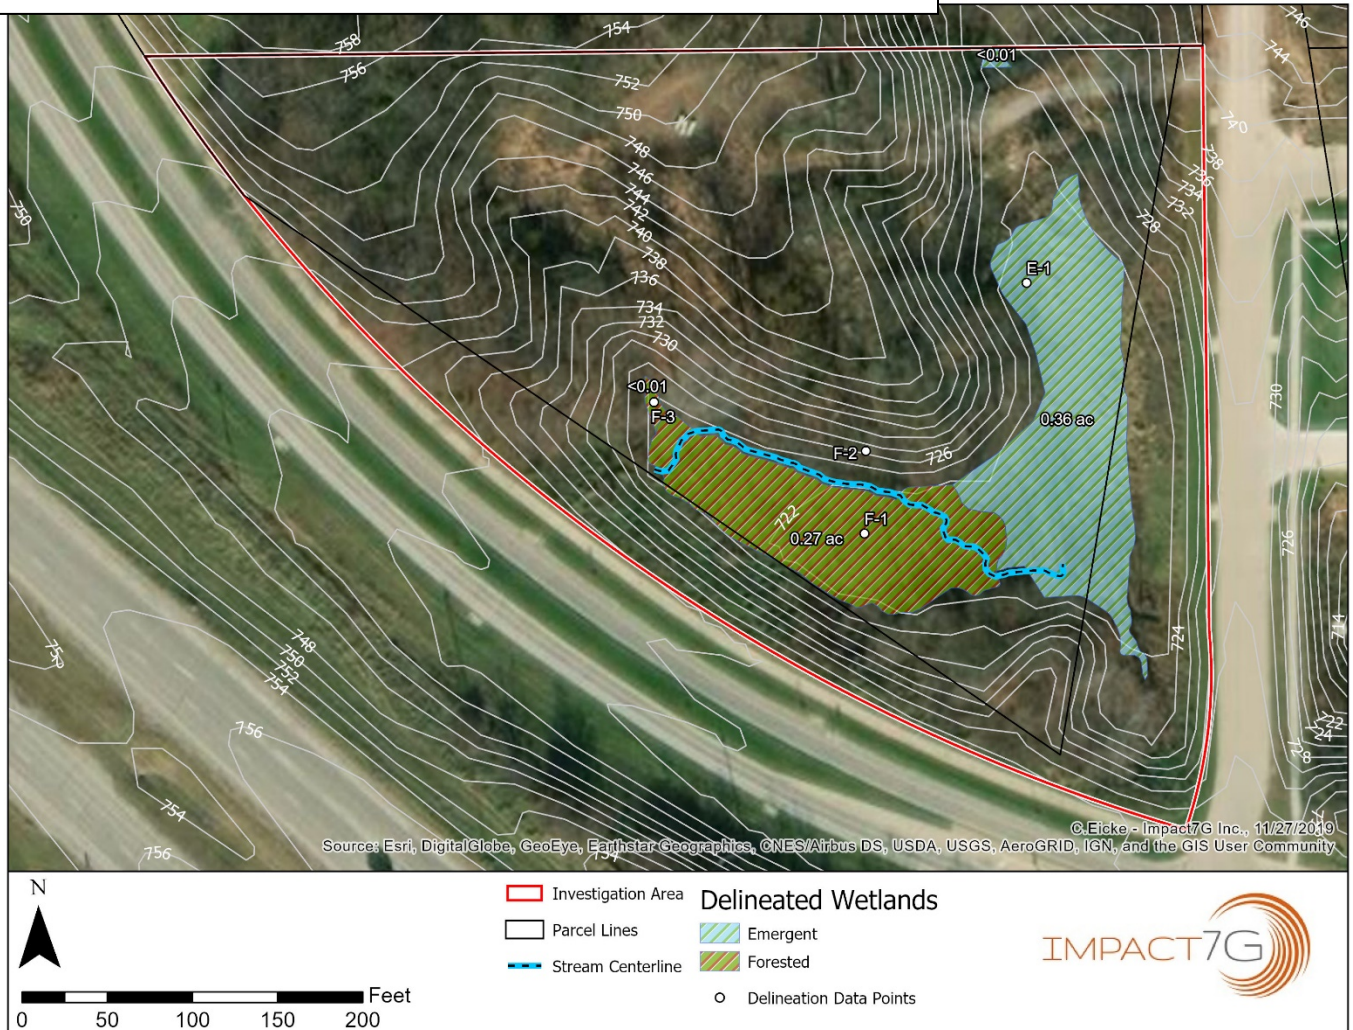 754
758
756
752
750
748
746
744
742
740
738
736
734
732
730
<0.01
746
744
740
738
736
734
732
728
750
E-1
0.36 ac
730
<0.01
F-3
F-2
726
722
F-1
0.27 ac
724
726
714
748
750
752
754
756
754
756
754
722
724
728
C.Eicke - Impact7G Inc., 11/27/2019
Source: Esri, DigitalGlobe, GeoEye, Earthstar Geographics, CNES/Airbus DS, USDA, USGS, AeroGRID, IGN, and the GIS User Community
N
Feet
0 50 100 150 200
Investigation Area
Parcel Lines
Stream Centerline
Delineated Wetlands
Emergent
Forested
Delineation Data Points
IMPACT7G